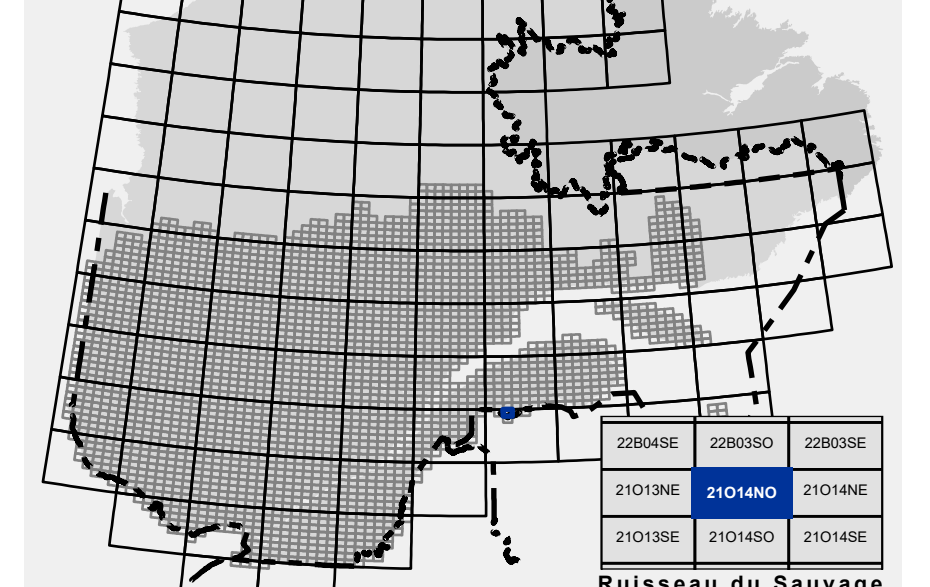 22B04SE 22B03SO 22B03SE
21O13NE 21O14NO 21O14NE
21O13SE 21O14SO 21O14SE
Ruisseau du Sauvage